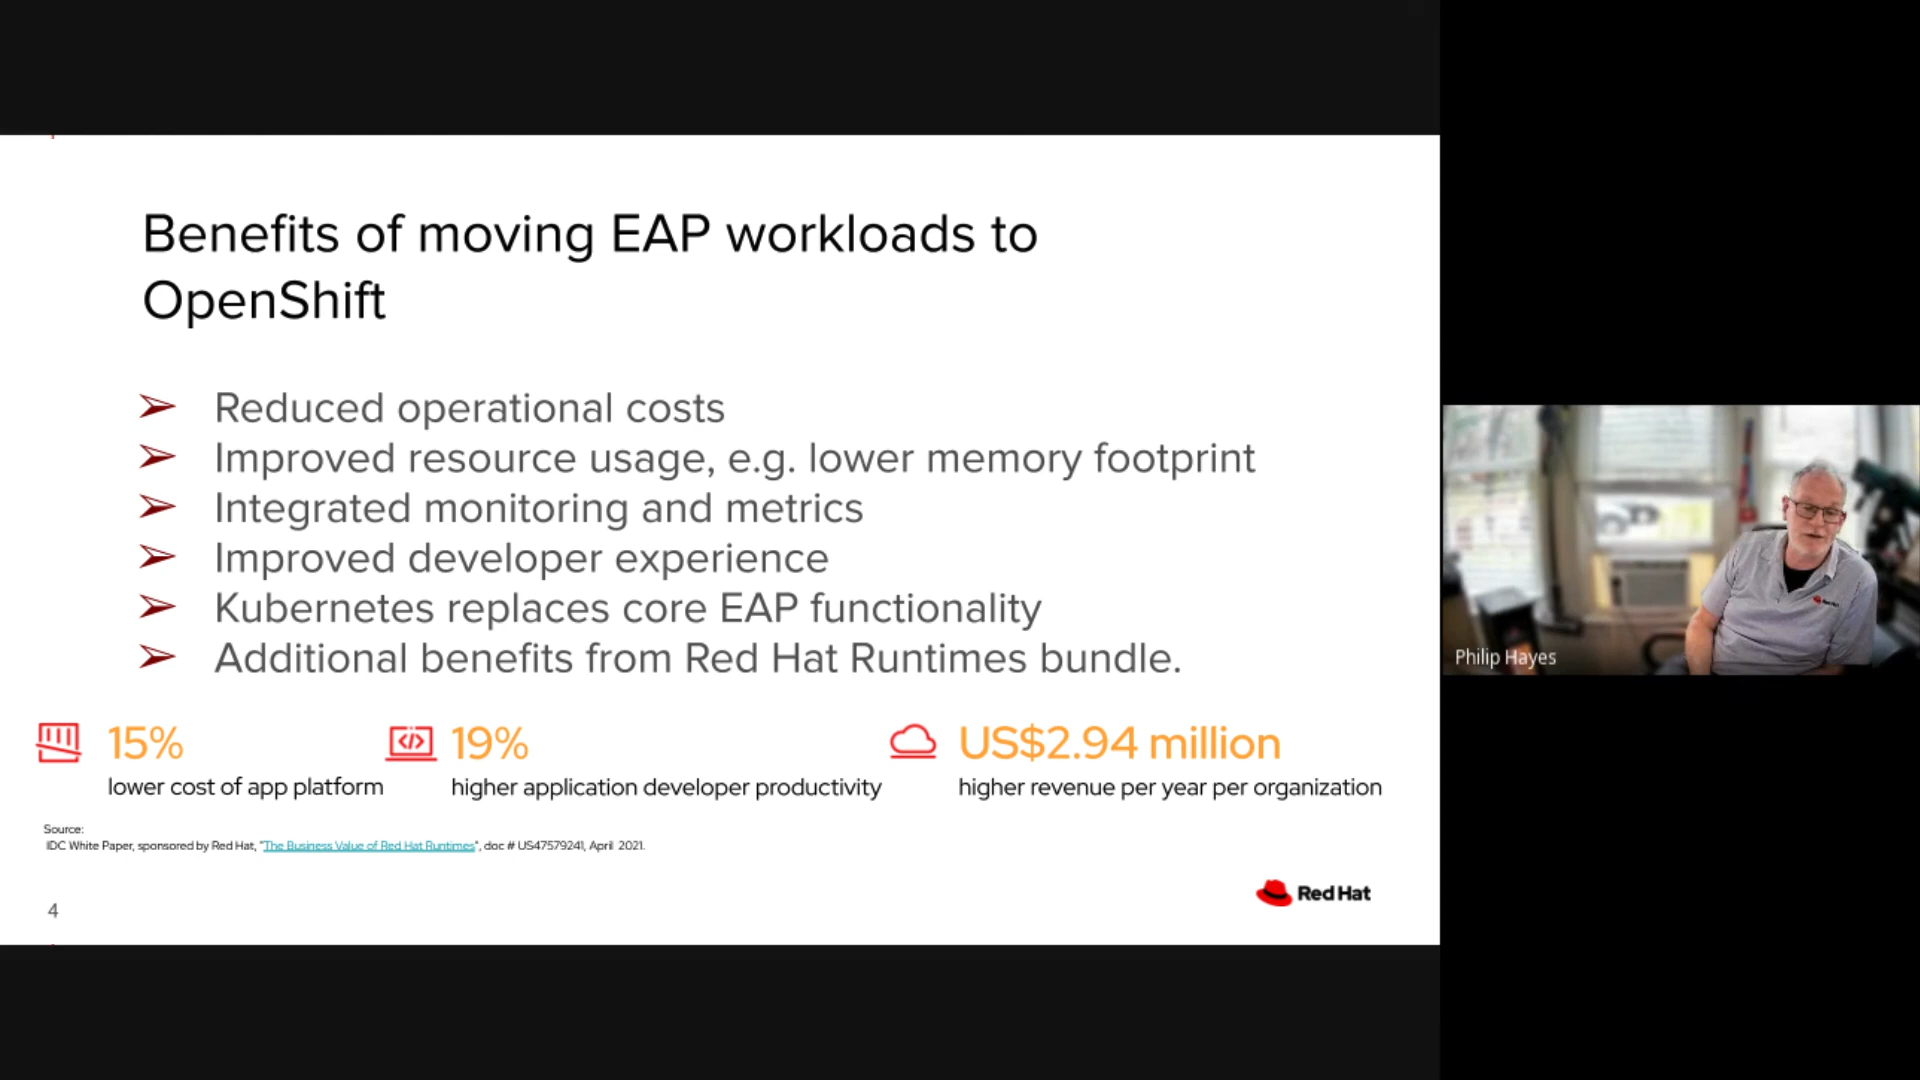 Benefits of moving EAP workloads to
OpenShift
➢ Reduced operational costs
➢ Improved resource usage, e.g. lower memory footprint
➢ Integrated monitoring and metrics
➢ Improved developer experience
➢ Kubernetes replaces core EAP functionality
➢ Additional benefits from Red Hat Runtimes bundle.
15%
lower cost of app platform
19%
higher application developer productivity
US$2.94 million
higher revenue per year per organization
Source:
IDC White Paper, sponsored by Red Hat, "The Business Value of Red Hat Runtimes", doc # US47579241, April 2021.
4
Red Hat
Red Hat
Philip Hayes